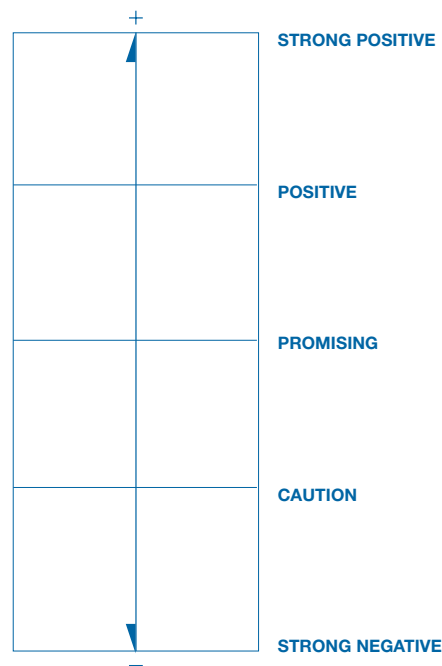 +
STRONG POSITIVE
POSITIVE
PROMISING
CAUTION
STRONG NEGATIVE
–